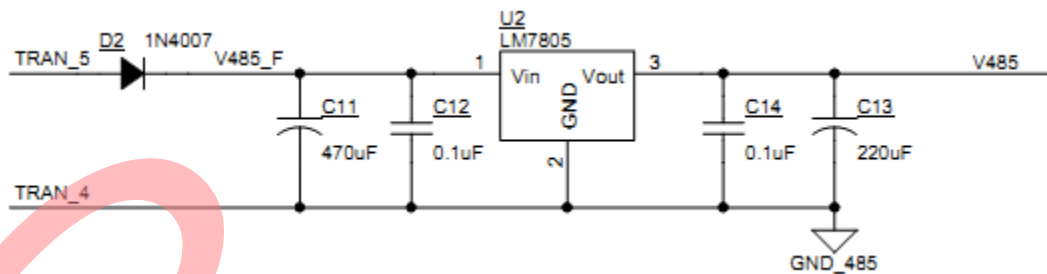 U2
D2 1N4007 LM7805
TRAN_5 V485_F 1 Vin Vout 3 V485
GND
C11 C12 C14 C13
470uF 0.1uF 2 0.1uF 220uF
TRAN_4
GND_485